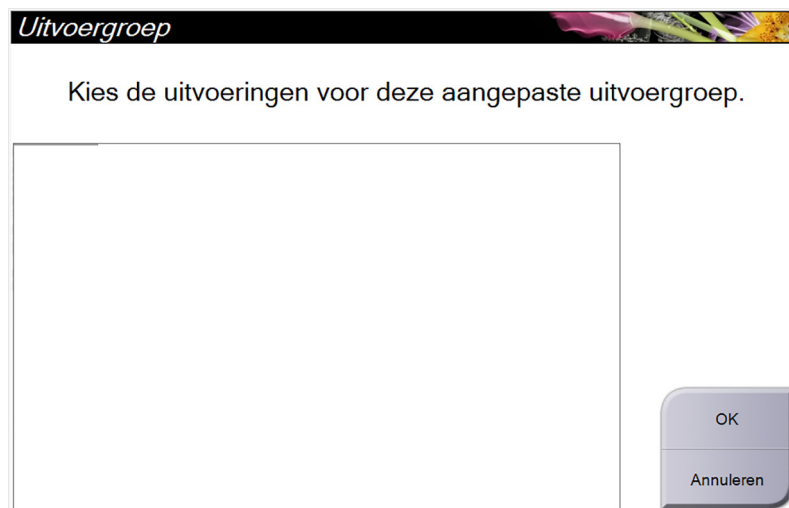 Uitvoergroep
Kies de uitvoeringen voor deze aangepaste uitvoergroep.
OK
Annuleren